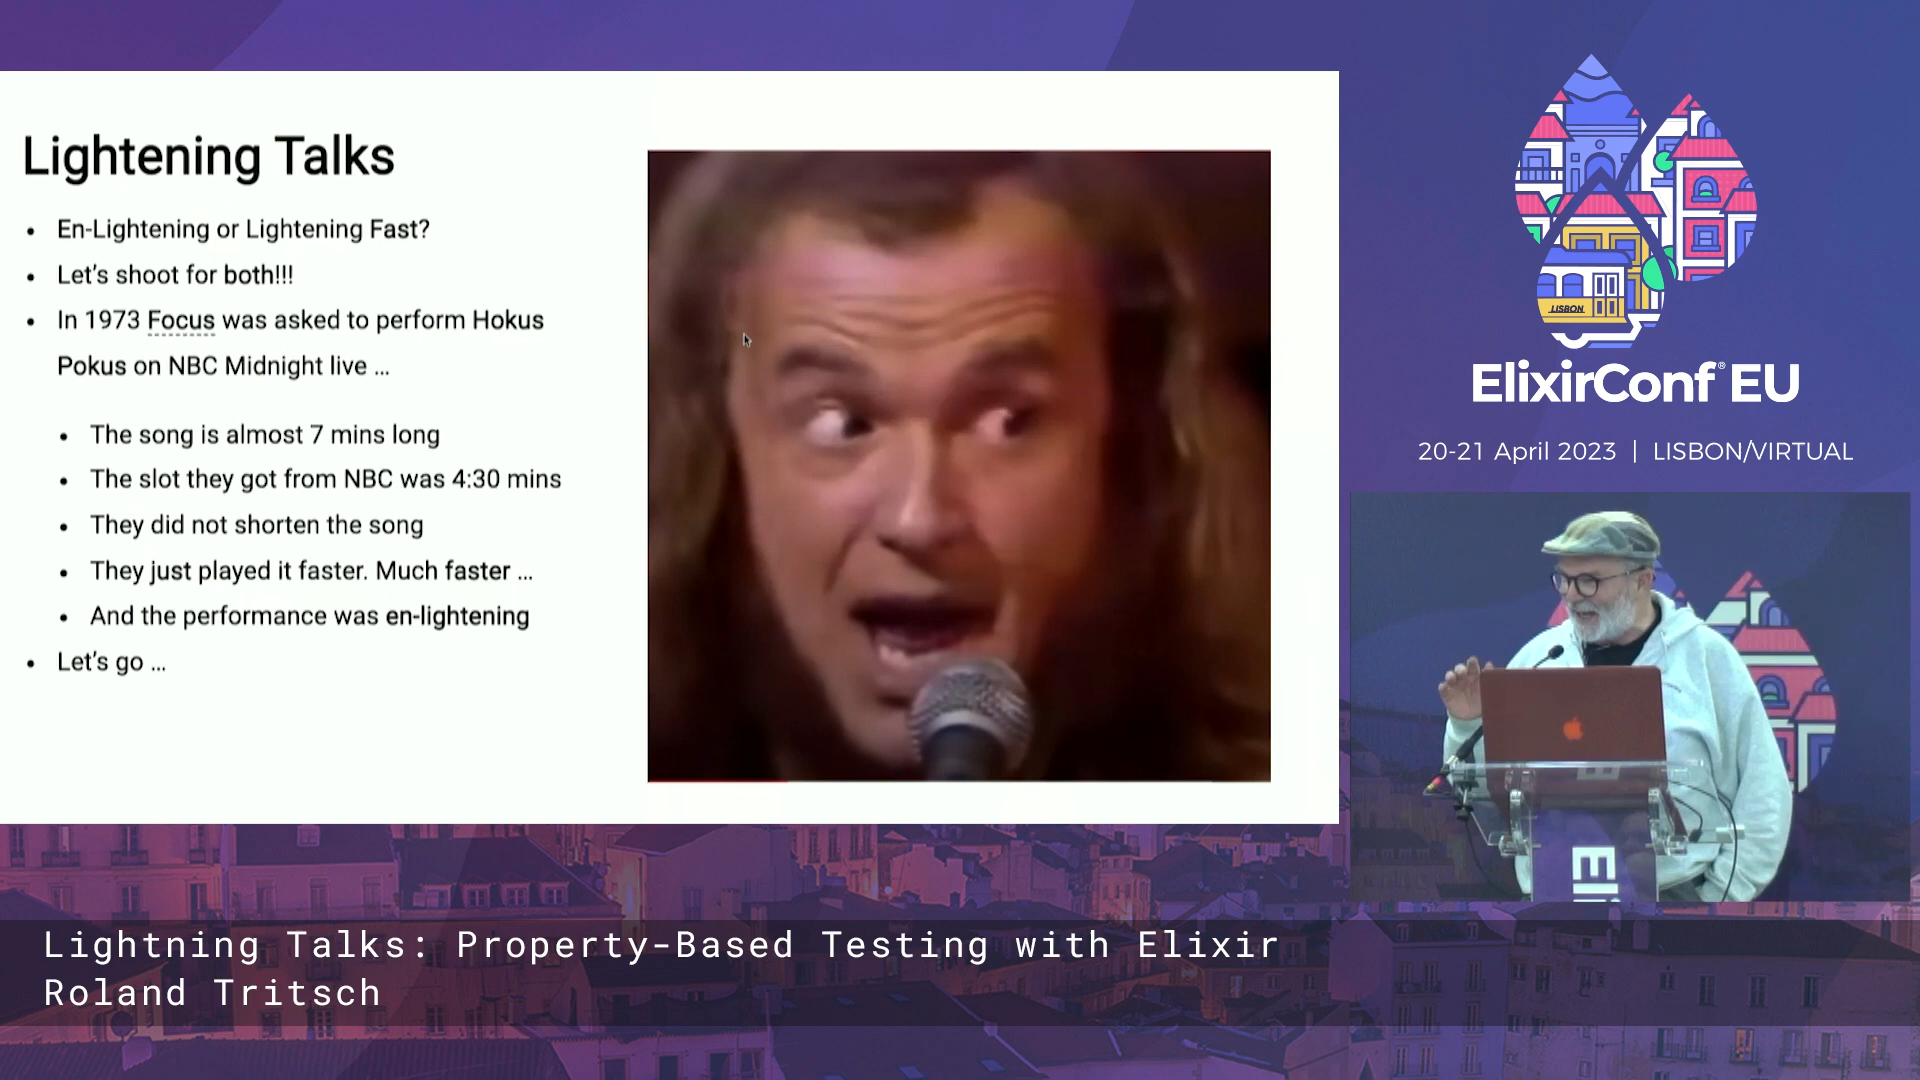 Lightening Talks
En-Lightening or Lightening Fast?
Let's shoot for both!!!
In 1973 Focus was asked to perform Hokus
Pokus on NBC Midnight live ...
The song is almost 7 mins long
The slot they got from NBC was 4:30 mins
They did not shorten the song
They just played it faster. Much faster ...
And the performance was en-lightening
Let's go ...
LISBON
ElixirConf® EU
20-21 April 2023 | LISBON/VIRTUAL
Eli
Lightning Talks: Property-Based Testing with Elixir
Roland Tritsch